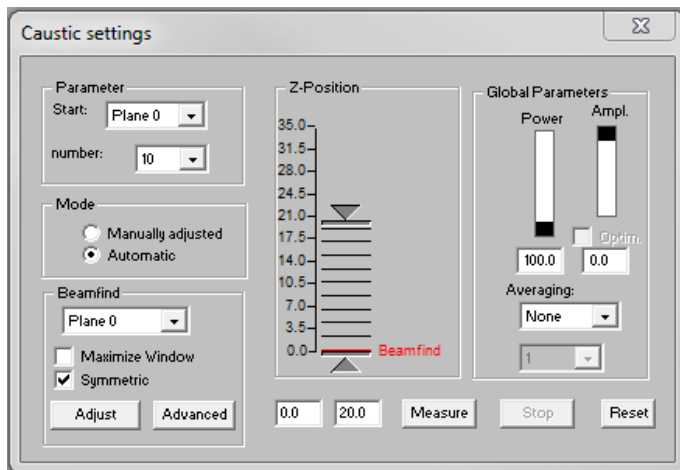 Caustic settings
Parameter
Start: Plane 0
number: 10
Mode
Manually adjusted
Automatic
Beamfind
Plane 0
Maximize Window
Symmetric
Adjust Advanced
Z-Position
35.0
31.5
28.0
24.5
21.0
17.5
14.0
10.5
7.0
3.5
0.0 Beamfind
0.0 20.0 Measure Stop Reset
Global Parameters
Power Ampl.
Optim.
100.0 0.0
Averaging:
None
1